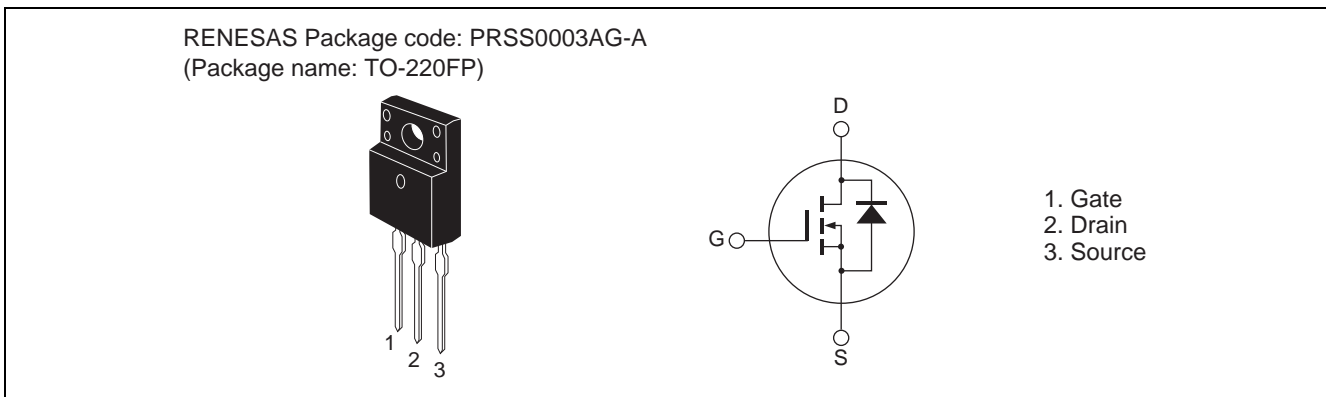 RENESAS Package code: PRSS0003AG-A
(Package name: TO-220FP)
1
2
3
D
G
S
1. Gate
2. Drain
3. Source